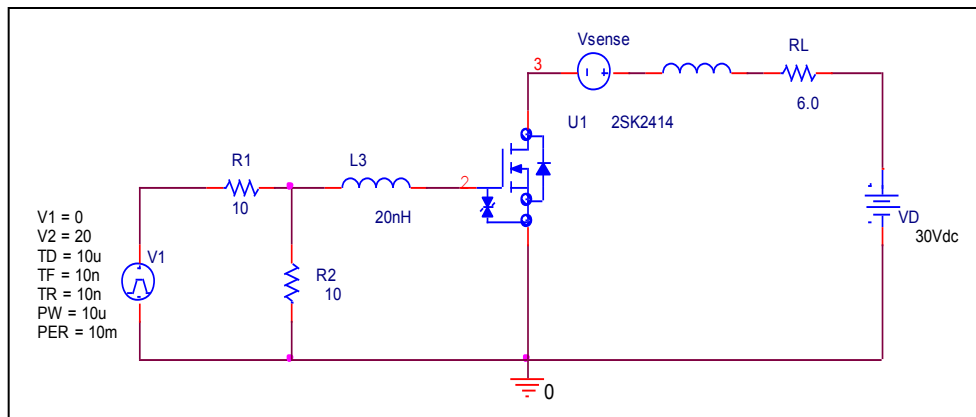 Vsense
RL
3
6.0
U1 2SK2414
R1
L3
2
10
20nH
V1 = 0
V2 = 20
TD = 10u
TF = 10n
TR = 10n
PW = 10u
PER = 10m
V1
R2
10
VD
30Vdc
0